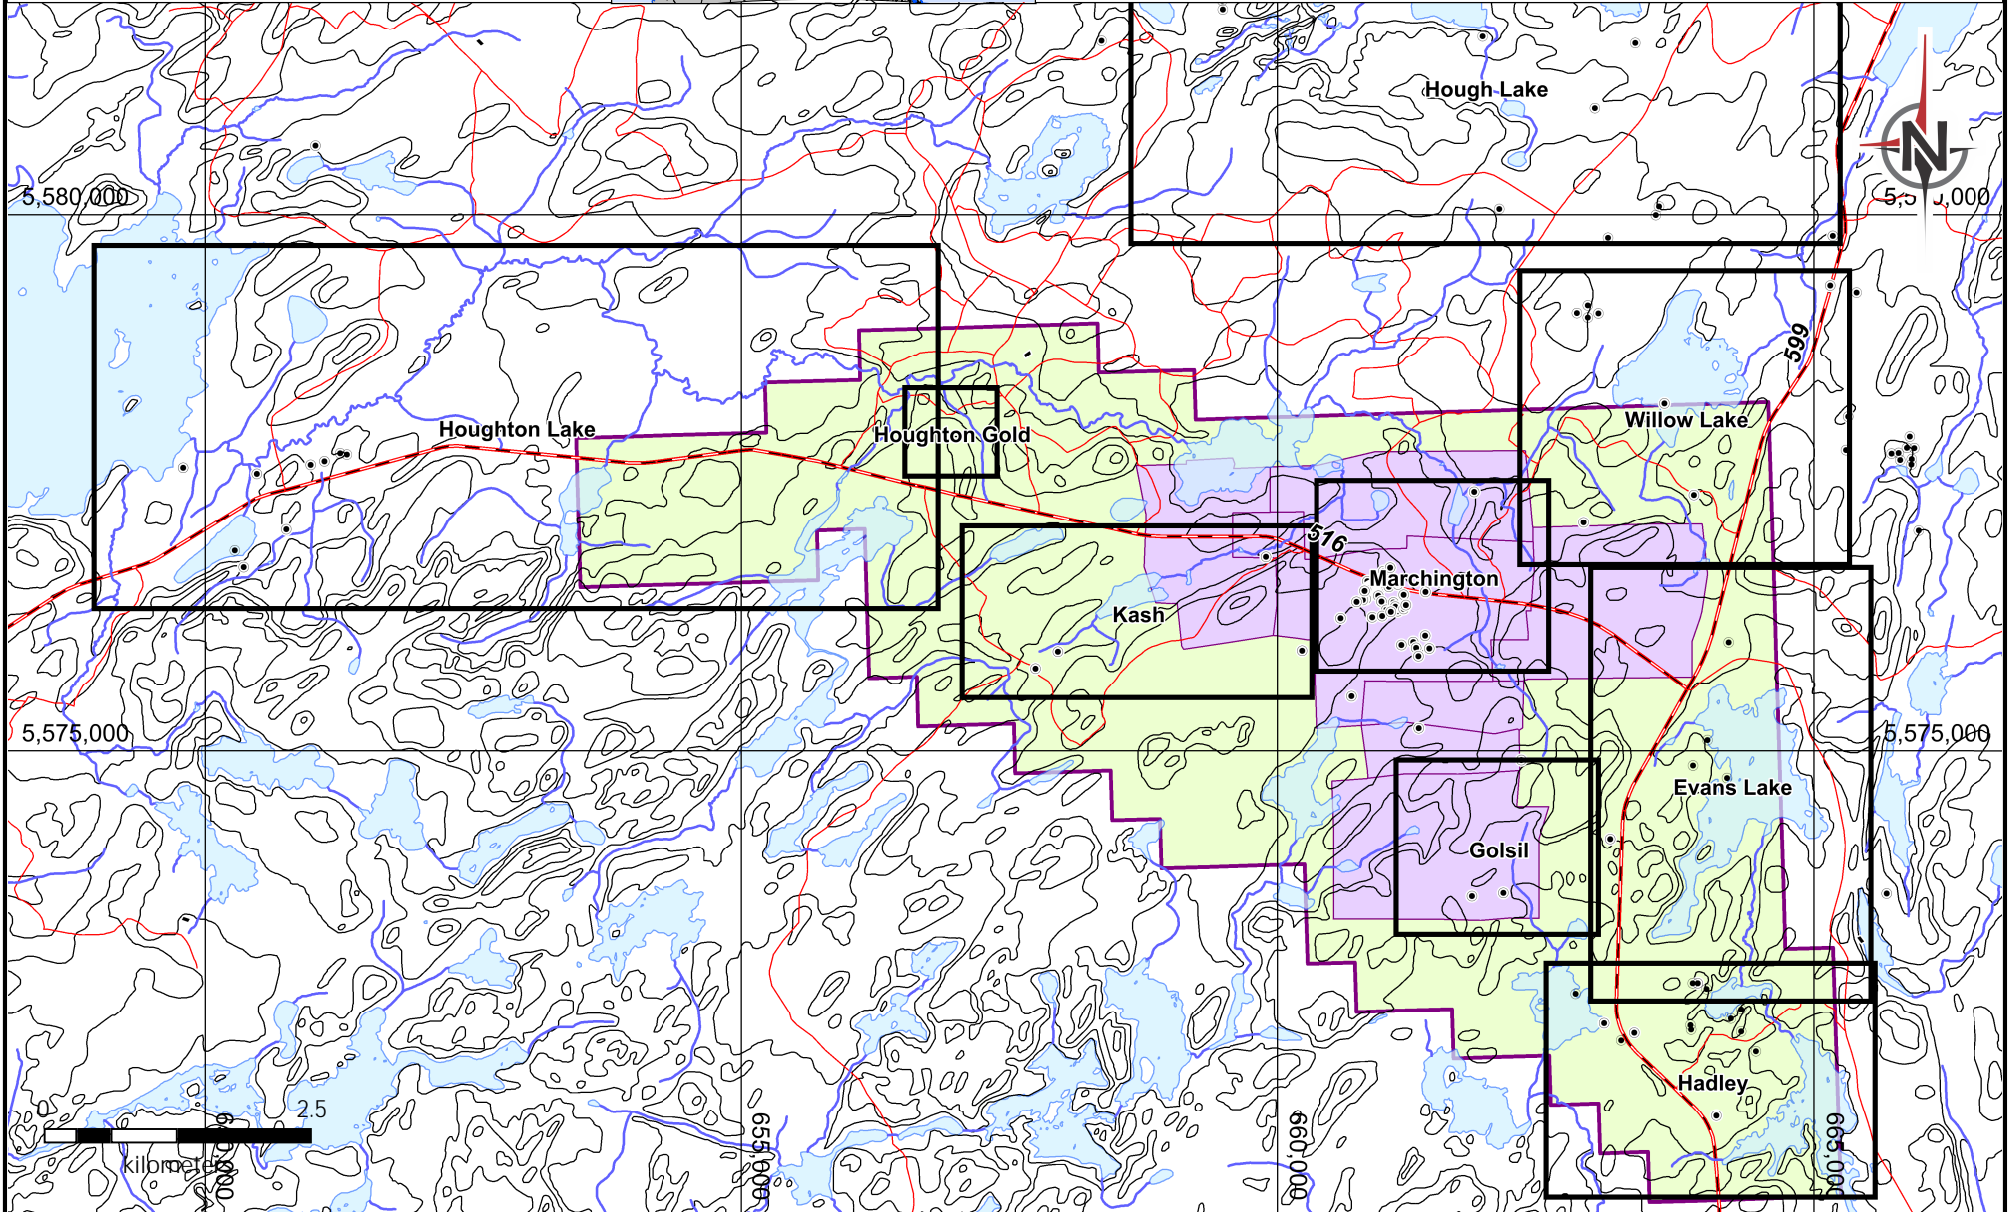 Hough Lake
N
5,580,000
599
Houghton Lake
Houghton Gold
Willow Lake
516
Marchington
Kash
5,575,000
5,575,000
Evans Lake
Golsil
Hadley
0
2.5
kilometers
655,000
660,000
665,000